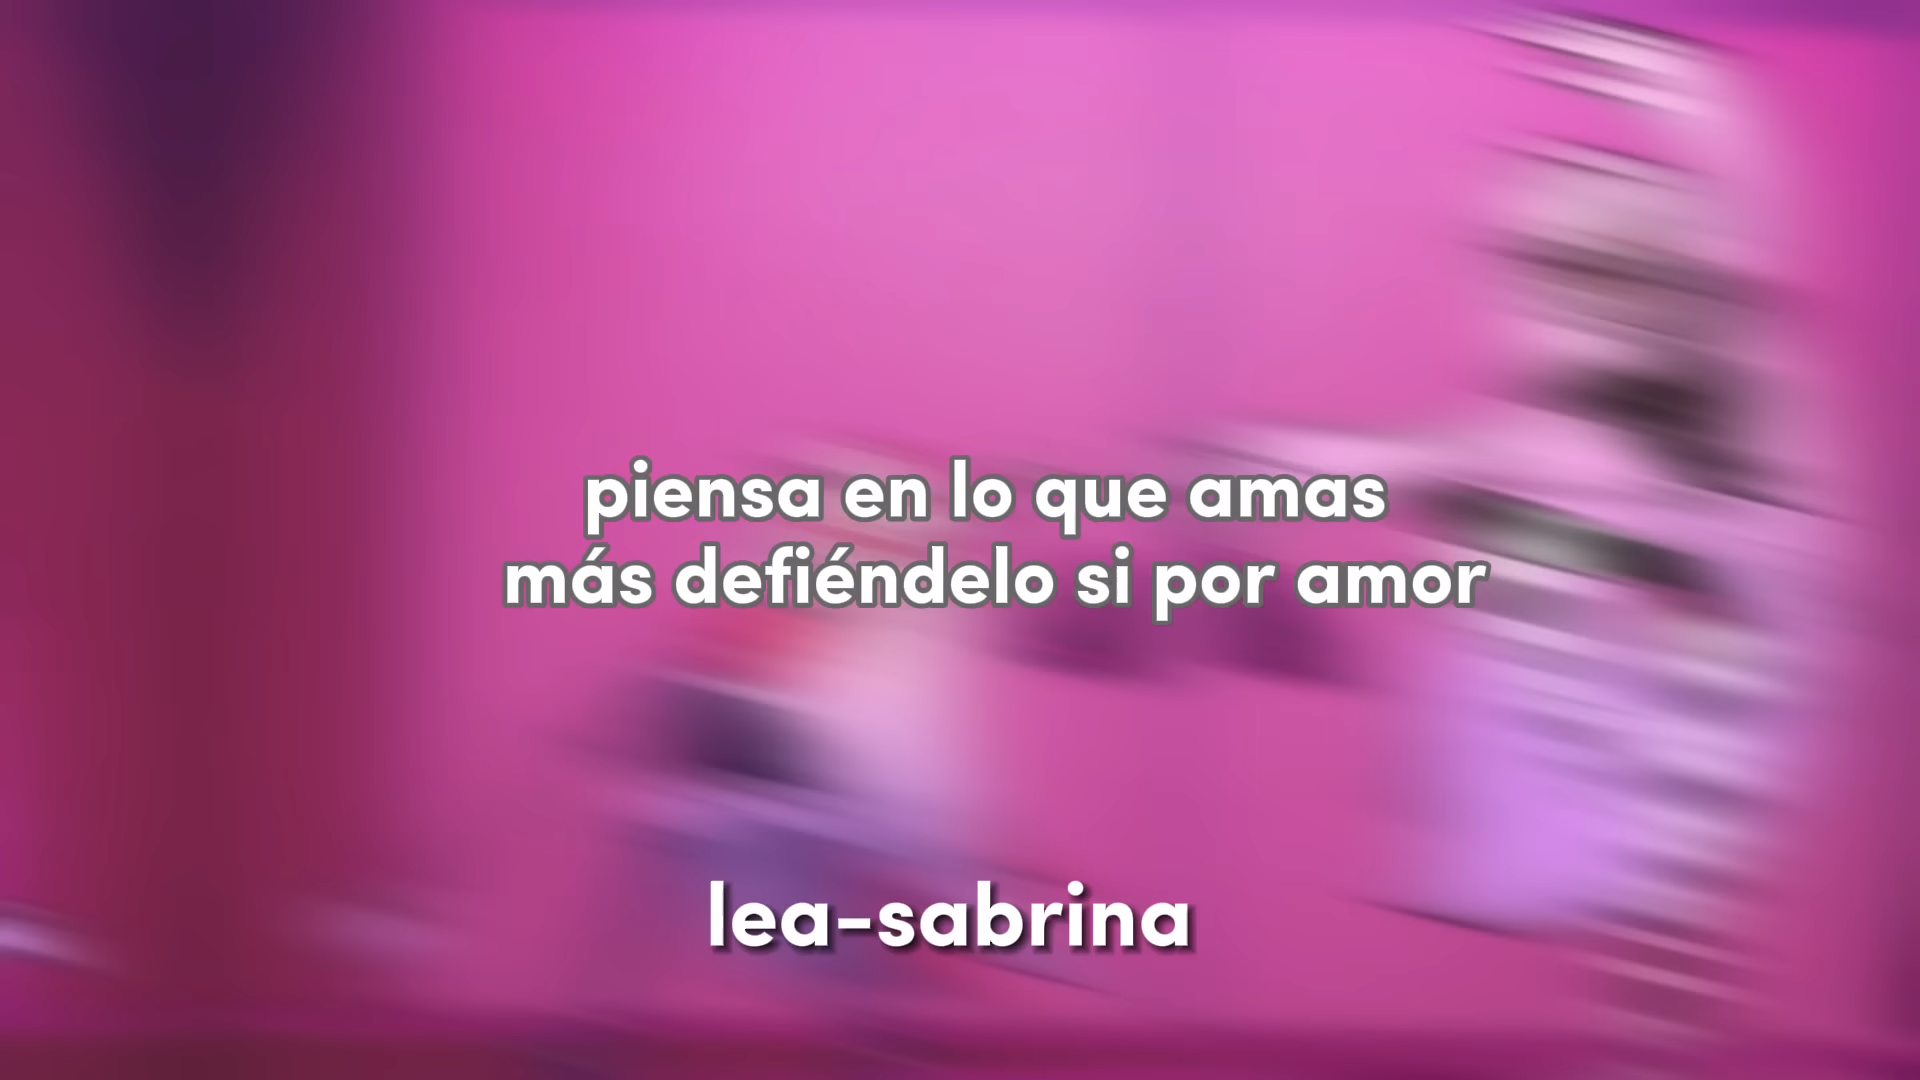 piensa en lo que amas
más defiéndelo si por amor
lea-sabrina